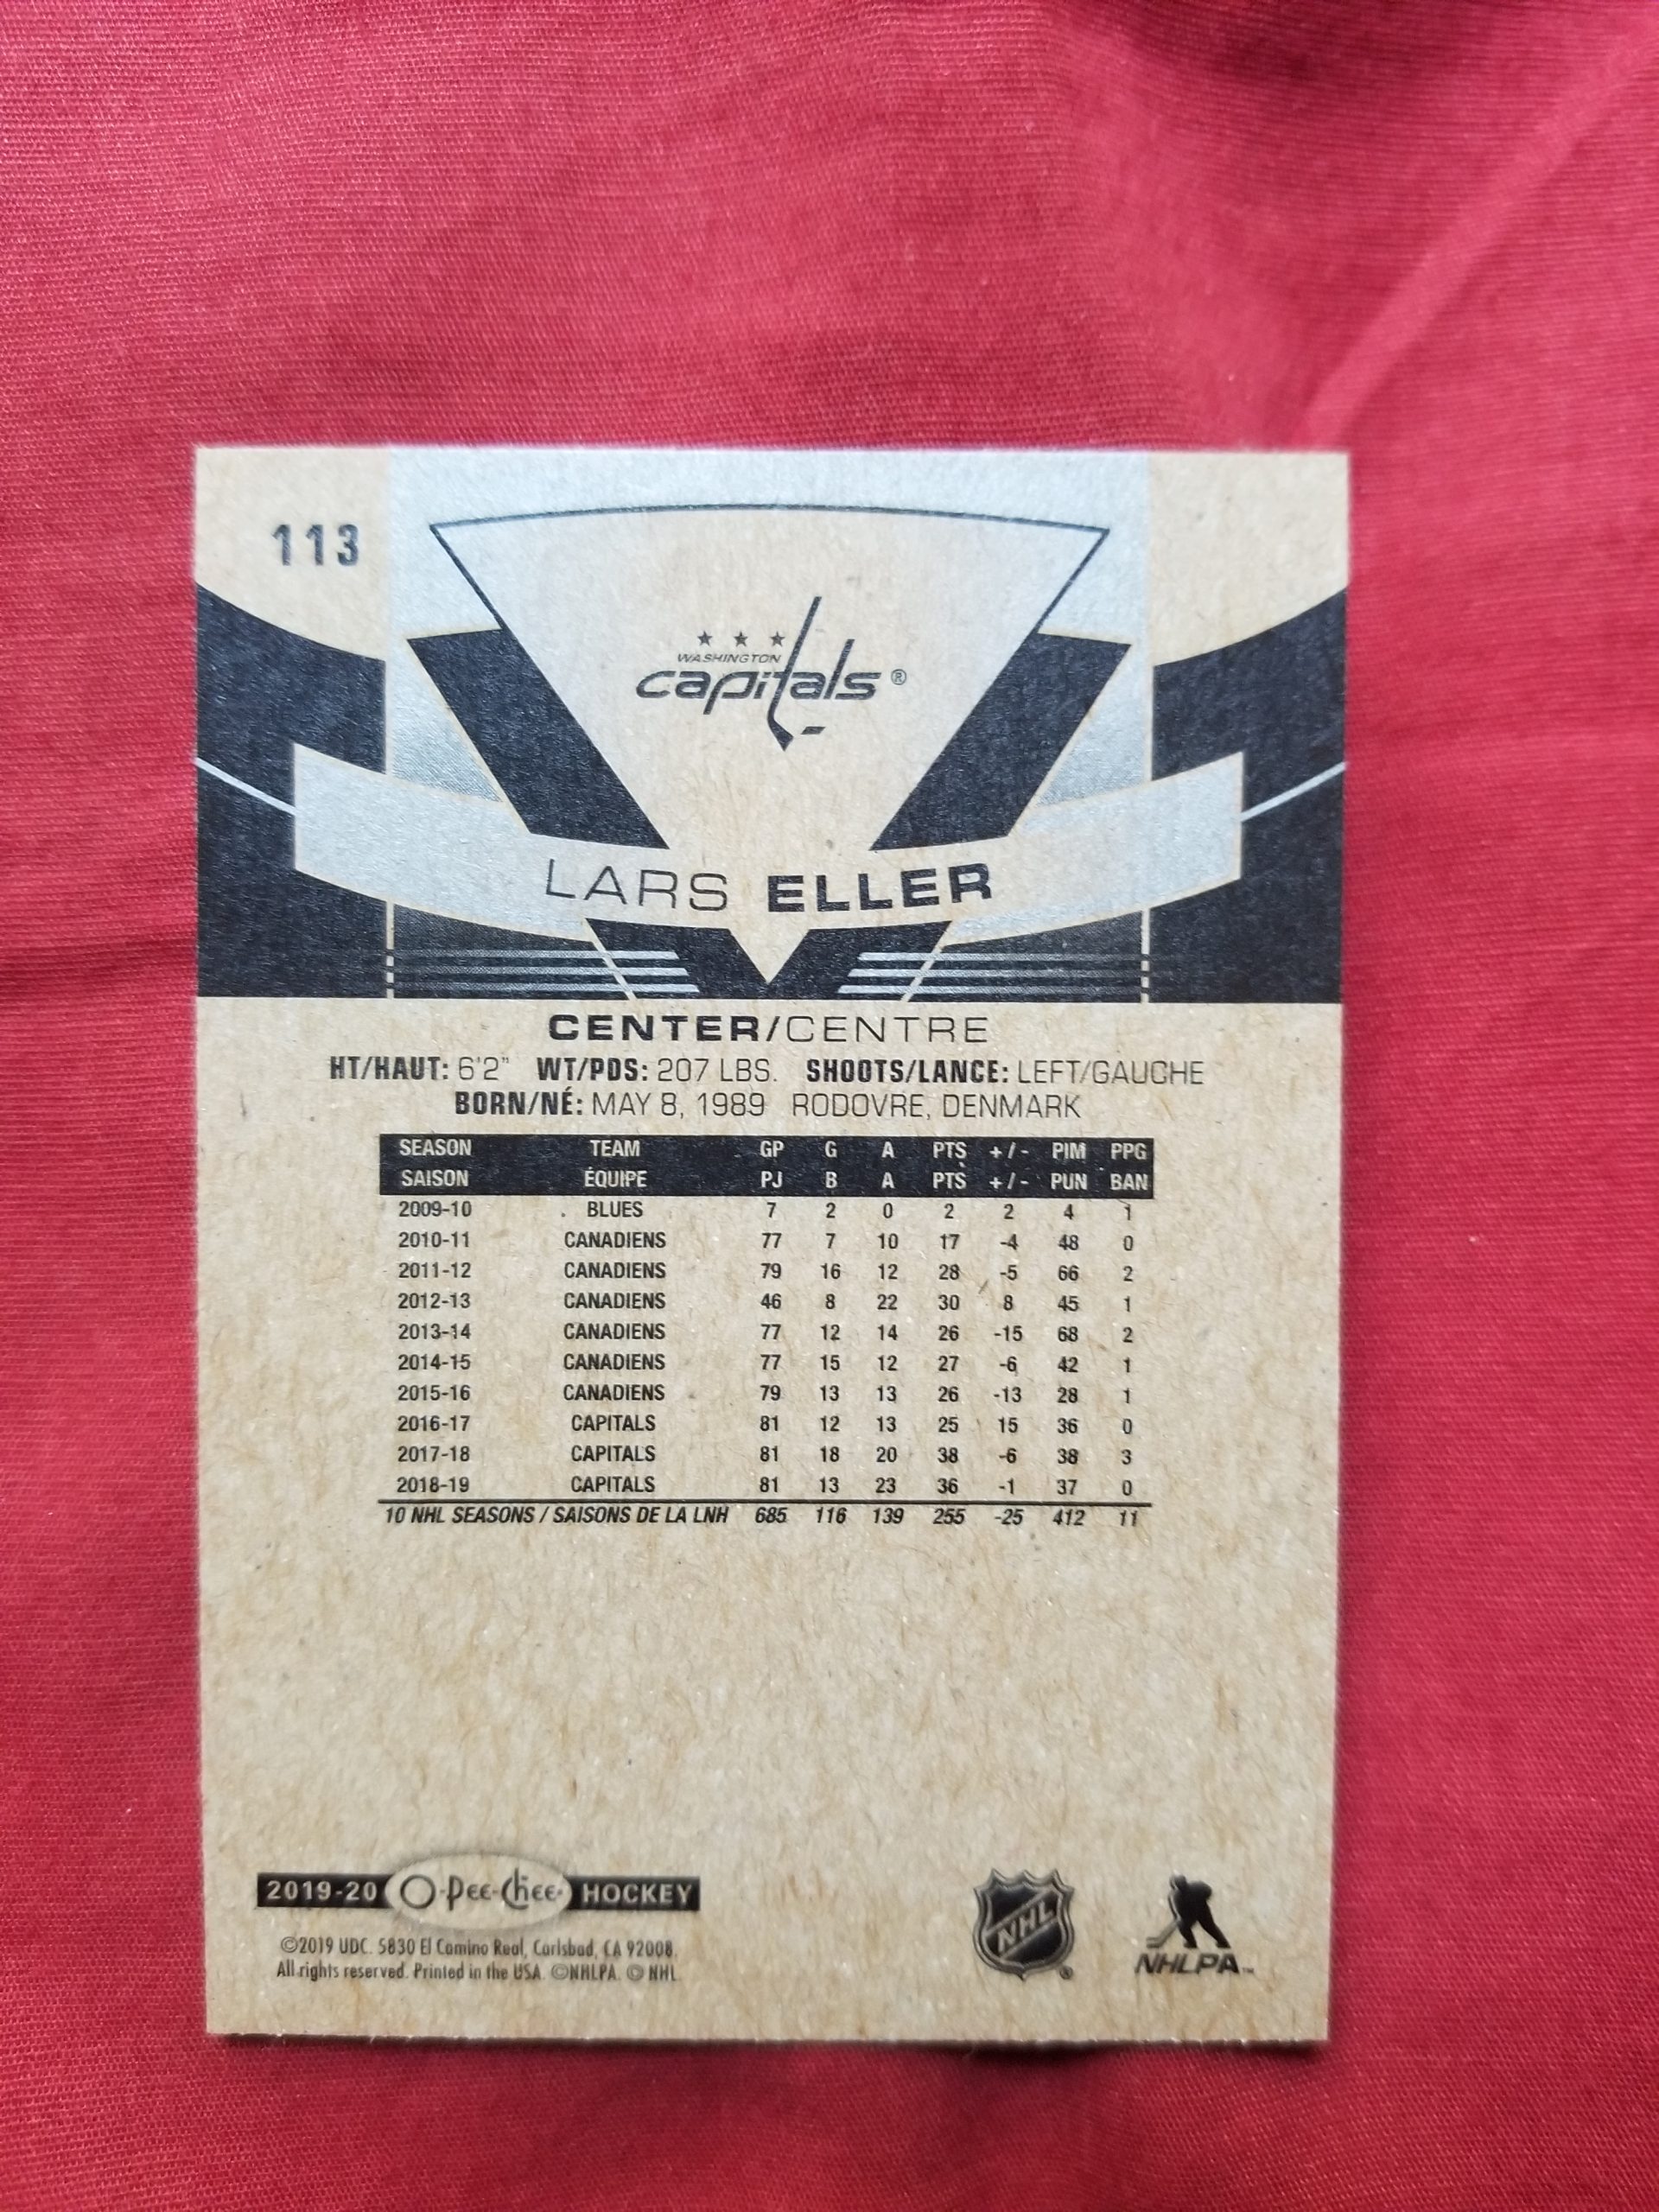 113
WASHINGTON
capitals®
LARS ELLER
CENTER/CENTRE
HT/HAUT: 6'2" WT/PDS: 207 LBS. SHOOTS/LANCE: LEFT/GAUCHE
BORN/NÉ: MAY 8, 1989 RODOVRE, DENMARK
SEASON TEAM GP G A PTS +/- PIM PPG
SAISON ÉQUIPE PJ B A PTS +/- PUN BAN
2009-10 BLUES 7 2 0 2 2 4 1
2010-11 CANADIENS 77 7 10 17 -4 48 0
2011-12 CANADIENS 79 16 12 28 -5 66 2
2012-13 CANADIENS 46 8 22 30 8 45 1
2013-14 CANADIENS 77 12 14 26 -15 68 2
2014-15 CANADIENS 77 15 12 27 -6 42 1
2015-16 CANADIENS 79 13 13 26 -13 28 1
2016-17 CAPITALS 81 12 13 25 15 36 0
2017-18 CAPITALS 81 18 20 38 -6 38 3
2018-19 CAPITALS 81 13 23 36 -1 37 0
10 NHL SEASONS / SAISONS DE LA LNH 685 116 139 255 -25 412 11
2019-20 O-Pee-Chee HOCKEY
©2019 UDC. 5830 El Camino Real, Carlsbad, CA 92008.
All rights reserved. Printed in the USA. ©NHLPA. © NHL
NHL®
NHLPA™